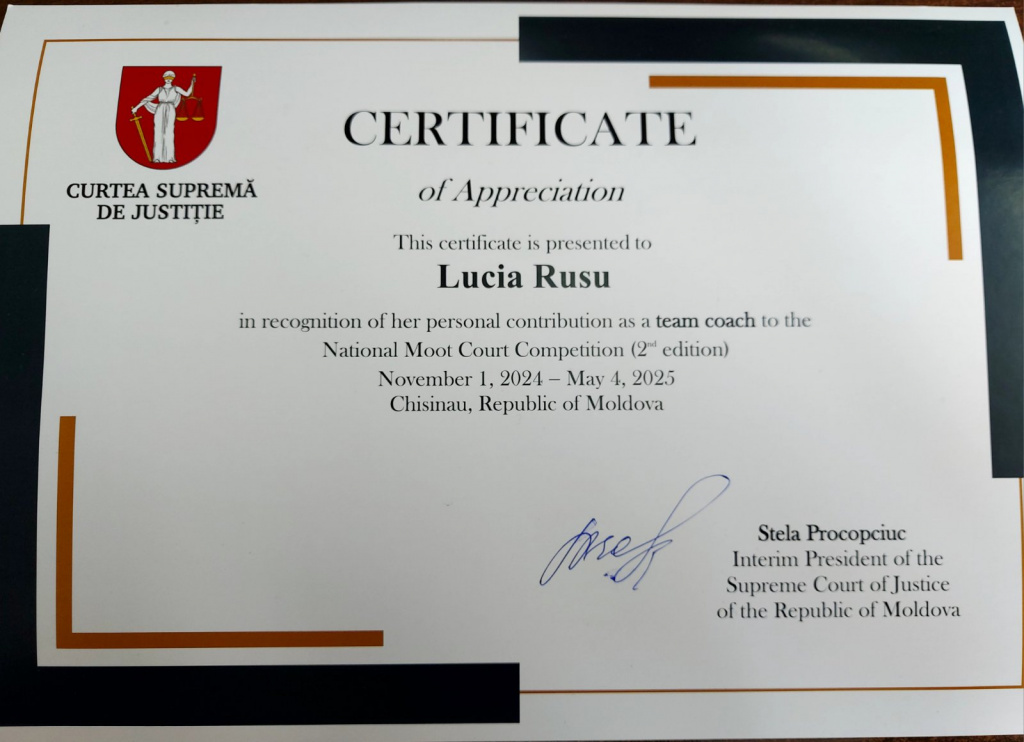 CURTEA SUPREMĂ
DE JUSTIȚIE
CERTIFICATE
of Appreciation
This certificate is presented to
Lucia Rusu
in recognition of her personal contribution as a team coach to the
National Moot Court Competition (2nd edition)
November 1, 2024 – May 4, 2025
Chisinau, Republic of Moldova
Stela Procopciuc
Interim President of the
Supreme Court of Justice
of the Republic of Moldova